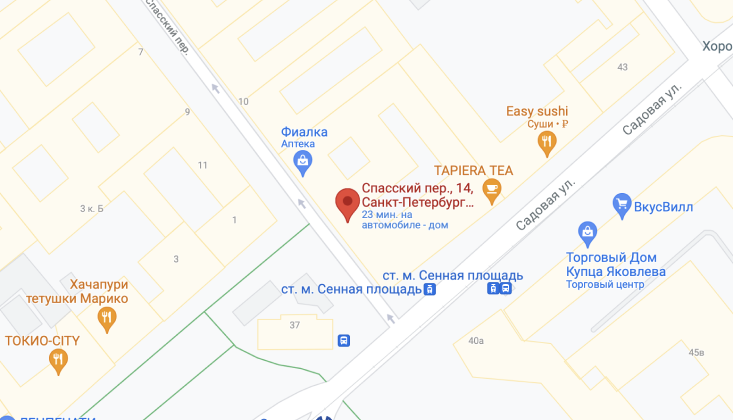 Спасский пер.
7
10
9
11
3 к. Б
1
3
43
Хоро
Садовая ул.
Easy sushi
Суши • ₽
Фиалка
Аптека
TAPIERA TEA
Спасский пер., 14,
Санкт-Петербург...
23 мин. на
автомобиле - дом
Садовая ул.
ВкусВилл
Торговый Дом
Купца Яковлева
Торговый центр
ст. м. Сенная площадь
ст. м. Сенная площадь
Хачапури
тетушки Марико
ТОКИО-CITY
37
40а
45в
ЛЕНПЕЧАТИ